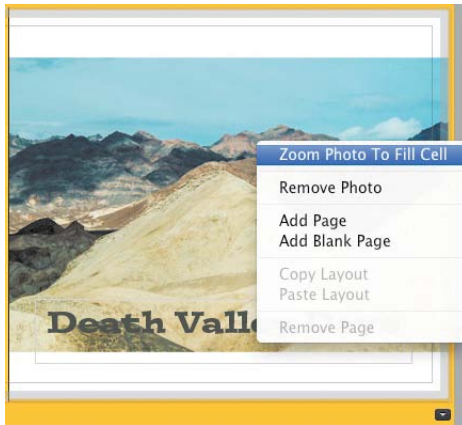 Zoom Photo To Fill Cell
Remove Photo
Add Page
Add Blank Page
Copy Layout
Paste Layout
Death Valle
Remove Page